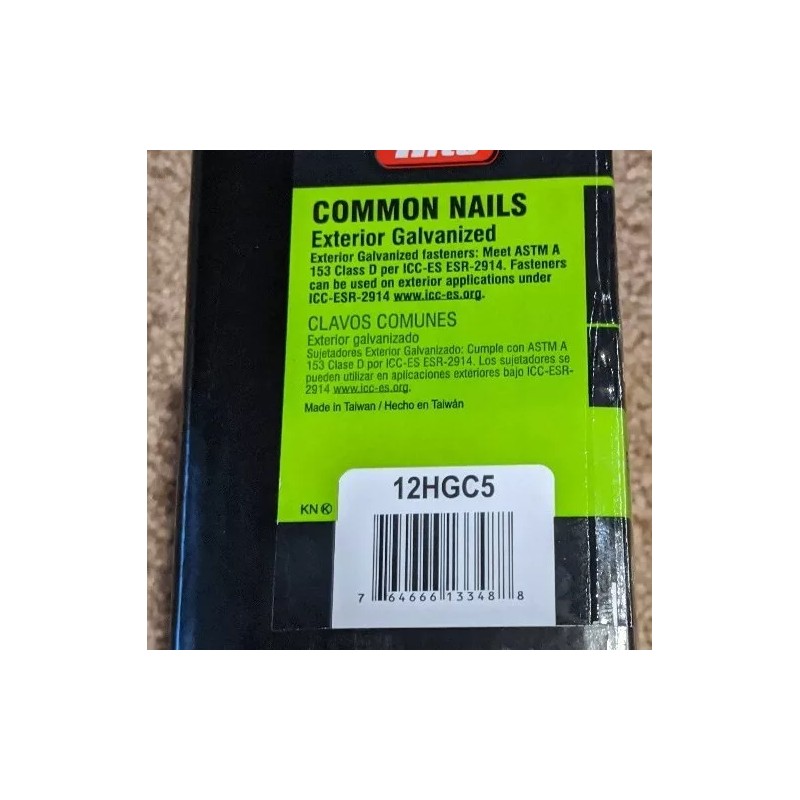 COMMON NAILS
Exterior Galvanized
Exterior Galvanized fasteners: Meet ASTM A
153 Class D per ICC-ES ESR-2914. Fasteners
can be used on exterior applications under
ICC-ESR-2914 www.icc-es.org.
CLAVOS COMUNES
Exterior galvanizado
Sujetadores Exterior Galvanizado: Cumple con ASTM A
153 Clase D por ICC-ES ESR-2914. Los sujetadores se
pueden utilizar en aplicaciones exteriores bajo ICC-ESR-
2914 www.icc-es.org.
Made in Taiwan / Hecho en Taiwán
12HGC5
KN K
7 64666 13348 8